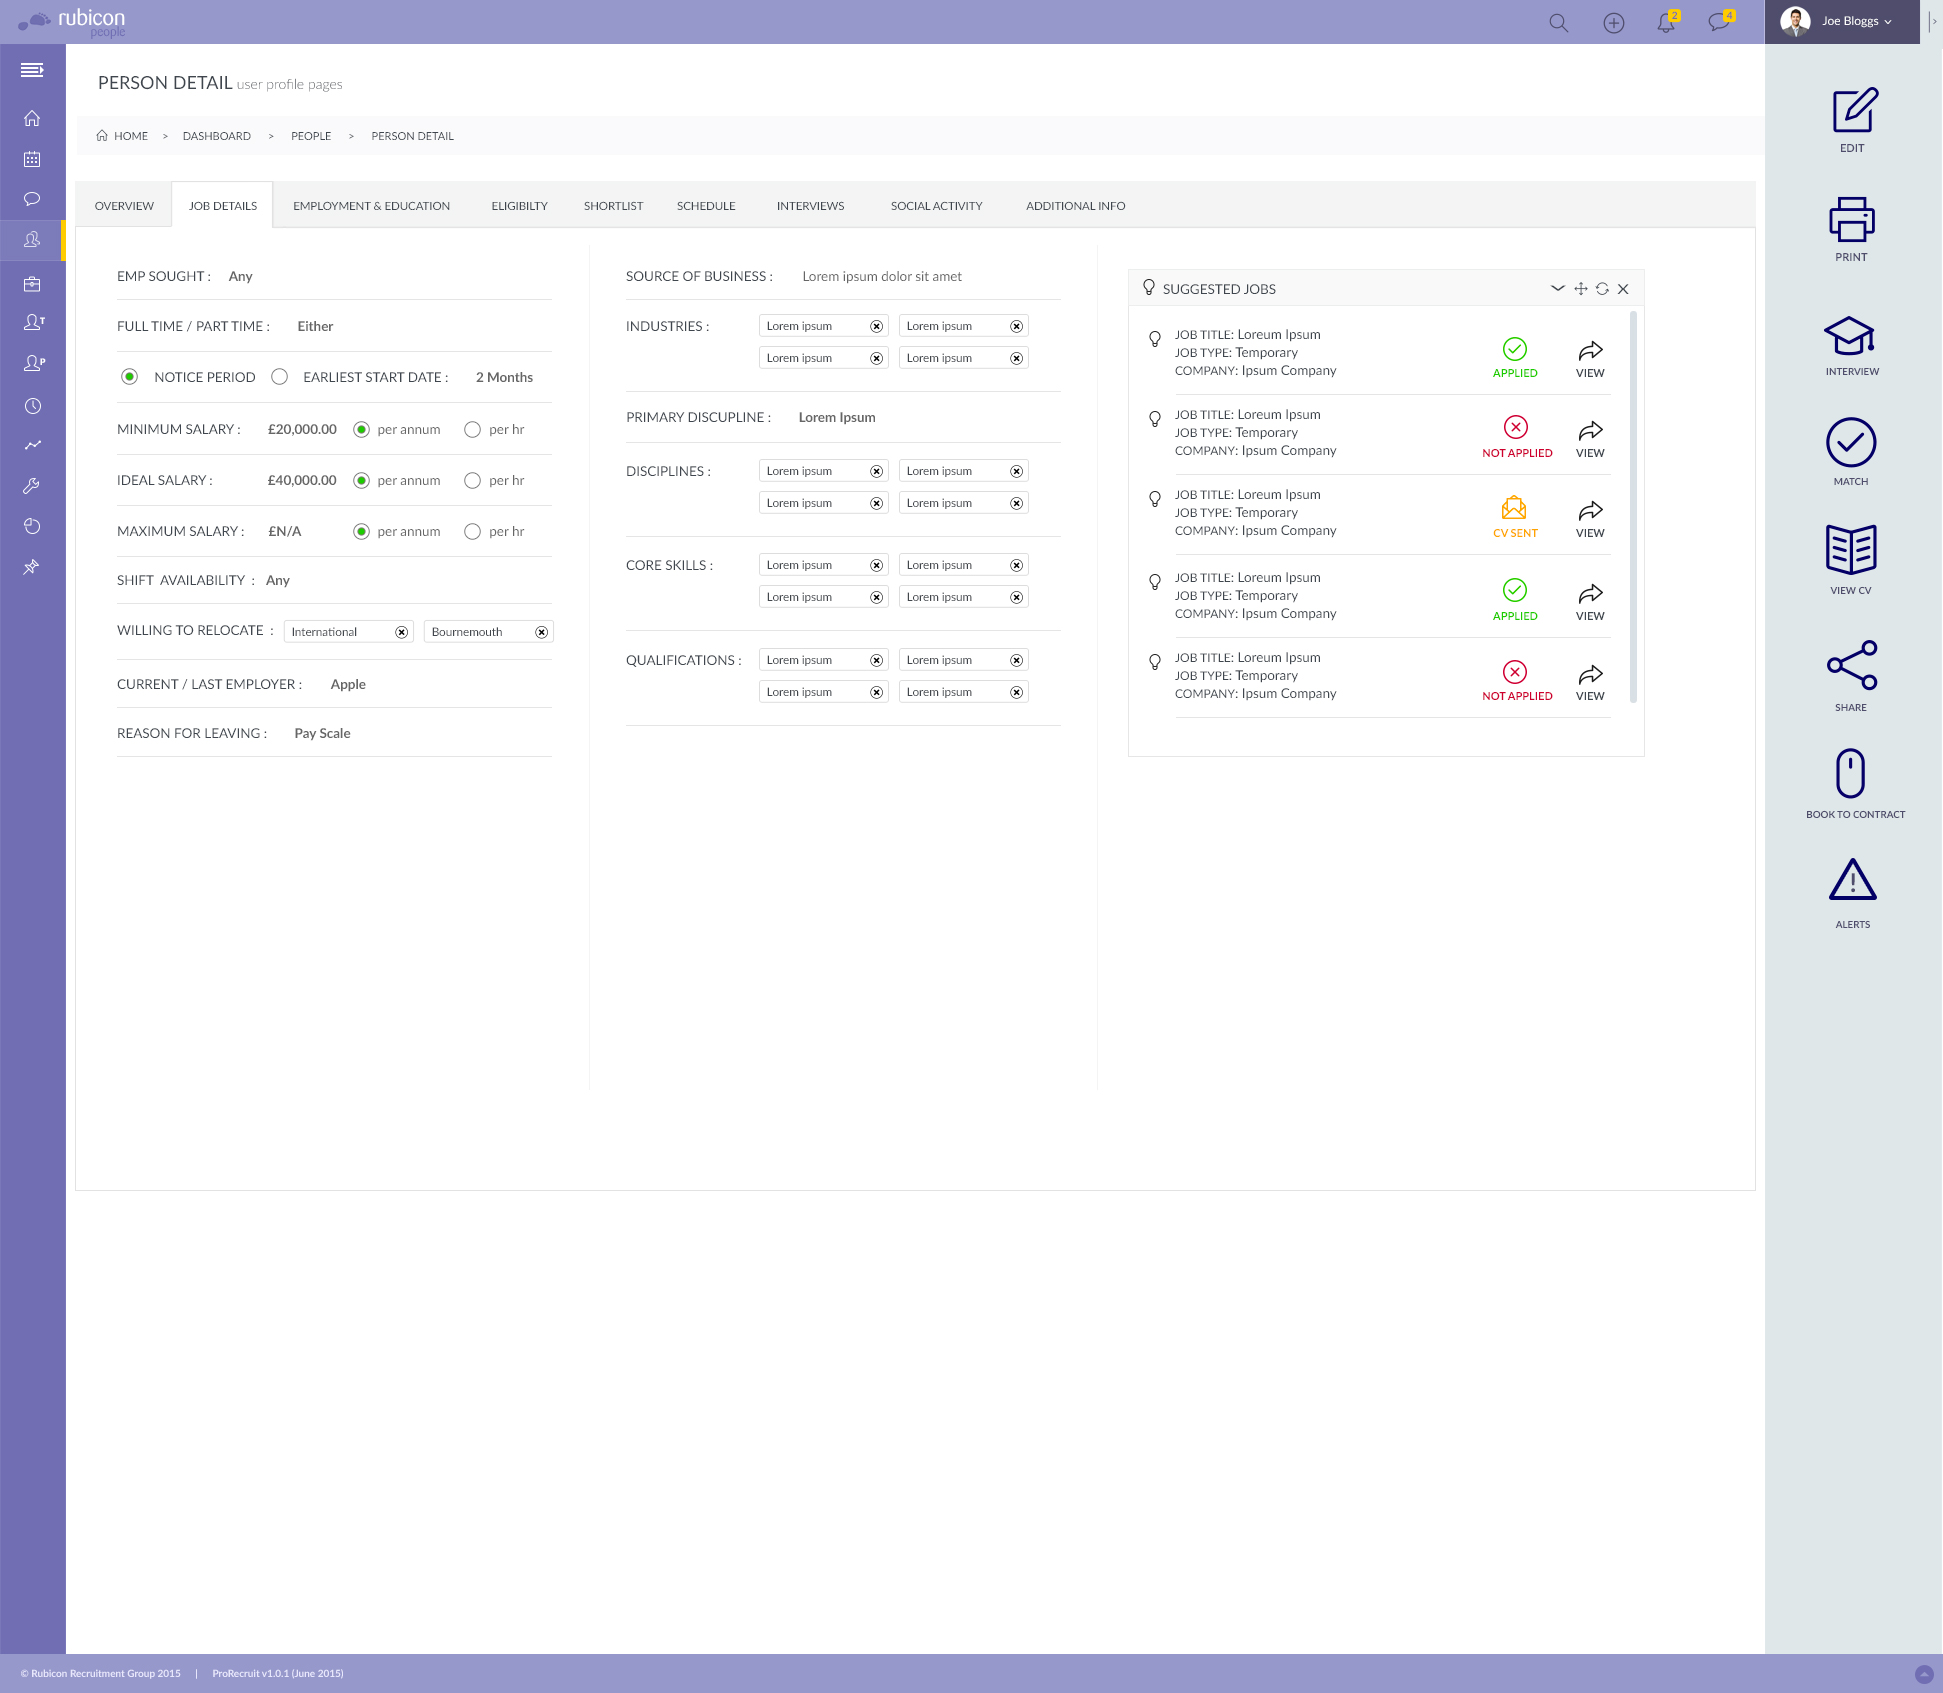 rubicon
people
2
4
Joe Bloggs
PERSON DETAIL user profile pages
HOME > DASHBOARD > PEOPLE > PERSON DETAIL
OVERVIEW JOB DETAILS EMPLOYMENT & EDUCATION ELIGIBILTY SHORTLIST SCHEDULE INTERVIEWS SOCIAL ACTIVITY ADDITIONAL INFO
EMP SOUGHT : Any
FULL TIME / PART TIME : Either
NOTICE PERIOD EARLIEST START DATE : 2 Months
MINIMUM SALARY : £20,000.00 per annum per hr
IDEAL SALARY : £40,000.00 per annum per hr
MAXIMUM SALARY : £N/A per annum per hr
SHIFT AVAILABILITY : Any
WILLING TO RELOCATE : International Bournemouth
CURRENT / LAST EMPLOYER : Apple
REASON FOR LEAVING : Pay Scale
SOURCE OF BUSINESS : Lorem ipsum dolor sit amet
INDUSTRIES : Lorem ipsum Lorem ipsum
Lorem ipsum Lorem ipsum
PRIMARY DISCUPLINE : Lorem Ipsum
DISCIPLINES : Lorem ipsum Lorem ipsum
Lorem ipsum Lorem ipsum
CORE SKILLS : Lorem ipsum Lorem ipsum
Lorem ipsum Lorem ipsum
QUALIFICATIONS : Lorem ipsum Lorem ipsum
Lorem ipsum Lorem ipsum
SUGGESTED JOBS
JOB TITLE: Loreum Ipsum
JOB TYPE: Temporary
COMPANY: Ipsum Company
APPLIED VIEW
JOB TITLE: Loreum Ipsum
JOB TYPE: Temporary
COMPANY: Ipsum Company
NOT APPLIED VIEW
JOB TITLE: Loreum Ipsum
JOB TYPE: Temporary
COMPANY: Ipsum Company
CV SENT VIEW
JOB TITLE: Loreum Ipsum
JOB TYPE: Temporary
COMPANY: Ipsum Company
APPLIED VIEW
JOB TITLE: Loreum Ipsum
JOB TYPE: Temporary
COMPANY: Ipsum Company
NOT APPLIED VIEW
EDIT
PRINT
INTERVIEW
MATCH
VIEW CV
SHARE
BOOK TO CONTRACT
ALERTS
T
P
© Rubicon Recruitment Group 2015 | ProRecruit v1.0.1 (June 2015)